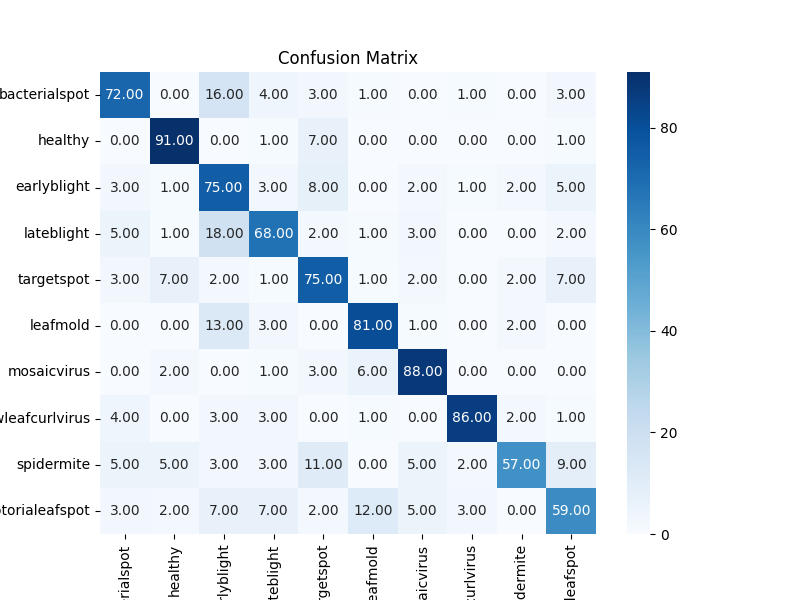 Confusion Matrix
bacterialspot 72.00 0.00 16.00 4.00 3.00 1.00 0.00 1.00 0.00 3.00
healthy 0.00 91.00 0.00 1.00 7.00 0.00 0.00 0.00 0.00 1.00
earlyblight 3.00 1.00 75.00 3.00 8.00 0.00 2.00 1.00 2.00 5.00
lateblight 5.00 1.00 18.00 68.00 2.00 1.00 3.00 0.00 0.00 2.00
targetspot 3.00 7.00 2.00 1.00 75.00 1.00 2.00 0.00 2.00 7.00
leafmold 0.00 0.00 13.00 3.00 0.00 81.00 1.00 0.00 2.00 0.00
mosaicvirus 0.00 2.00 0.00 1.00 3.00 6.00 88.00 0.00 0.00 0.00
wleafcurlvirus 4.00 0.00 3.00 3.00 0.00 1.00 0.00 86.00 2.00 1.00
spidermite 5.00 5.00 3.00 3.00 11.00 0.00 5.00 2.00 57.00 9.00
torialeafspot 3.00 2.00 7.00 7.00 2.00 12.00 5.00 3.00 0.00 59.00
rialspot
healthy
lyblight
teblight
rgetspot
eafmold
aicvirus
urlvirus
dermite
leafspot
80
60
40
20
0